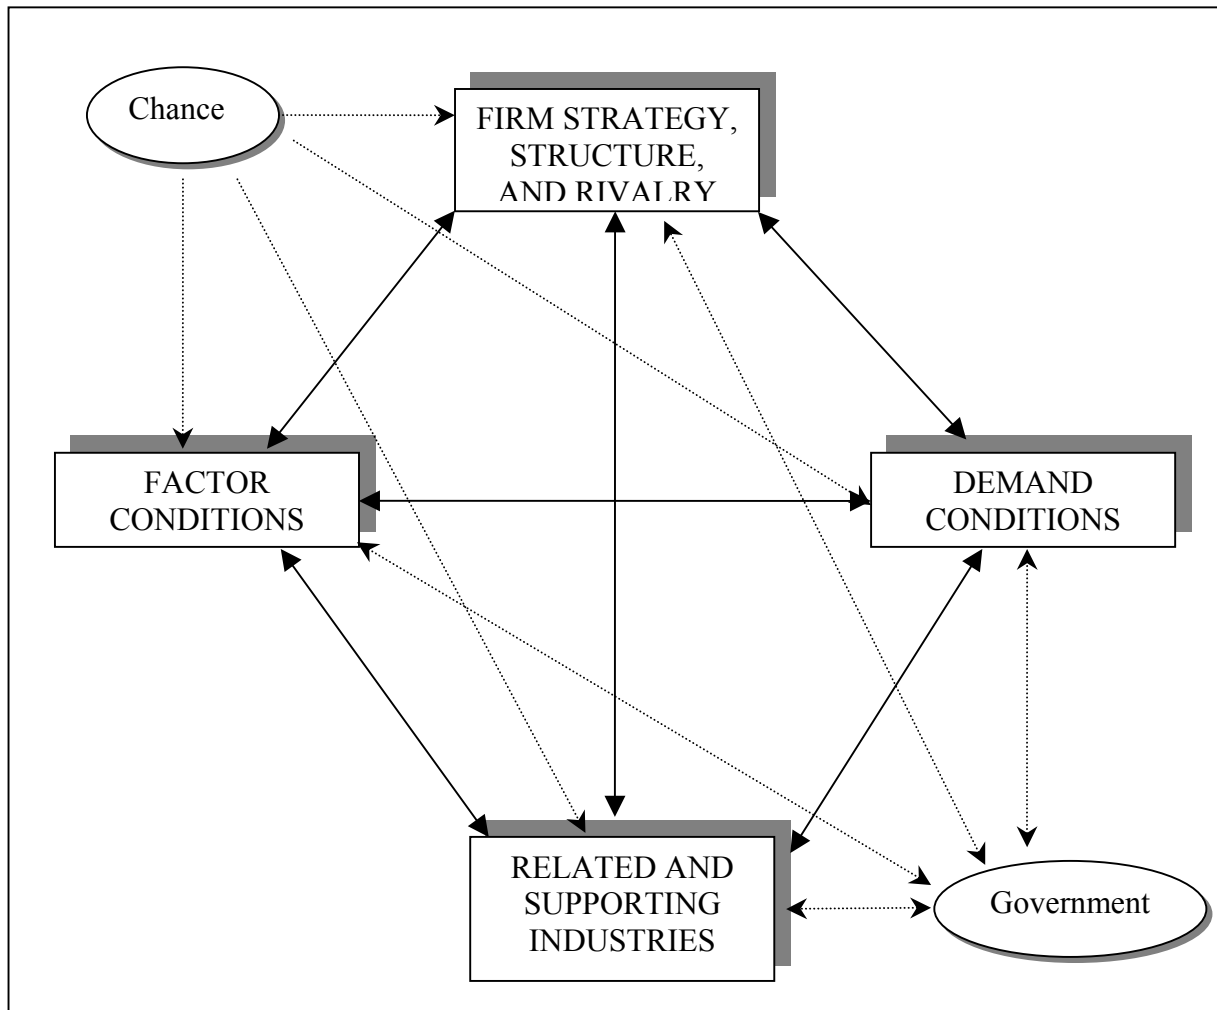 Chance
FIRM STRATEGY,
STRUCTURE,
AND RIVALRY
FACTOR
CONDITIONS
DEMAND
CONDITIONS
RELATED AND
SUPPORTING
INDUSTRIES
Government